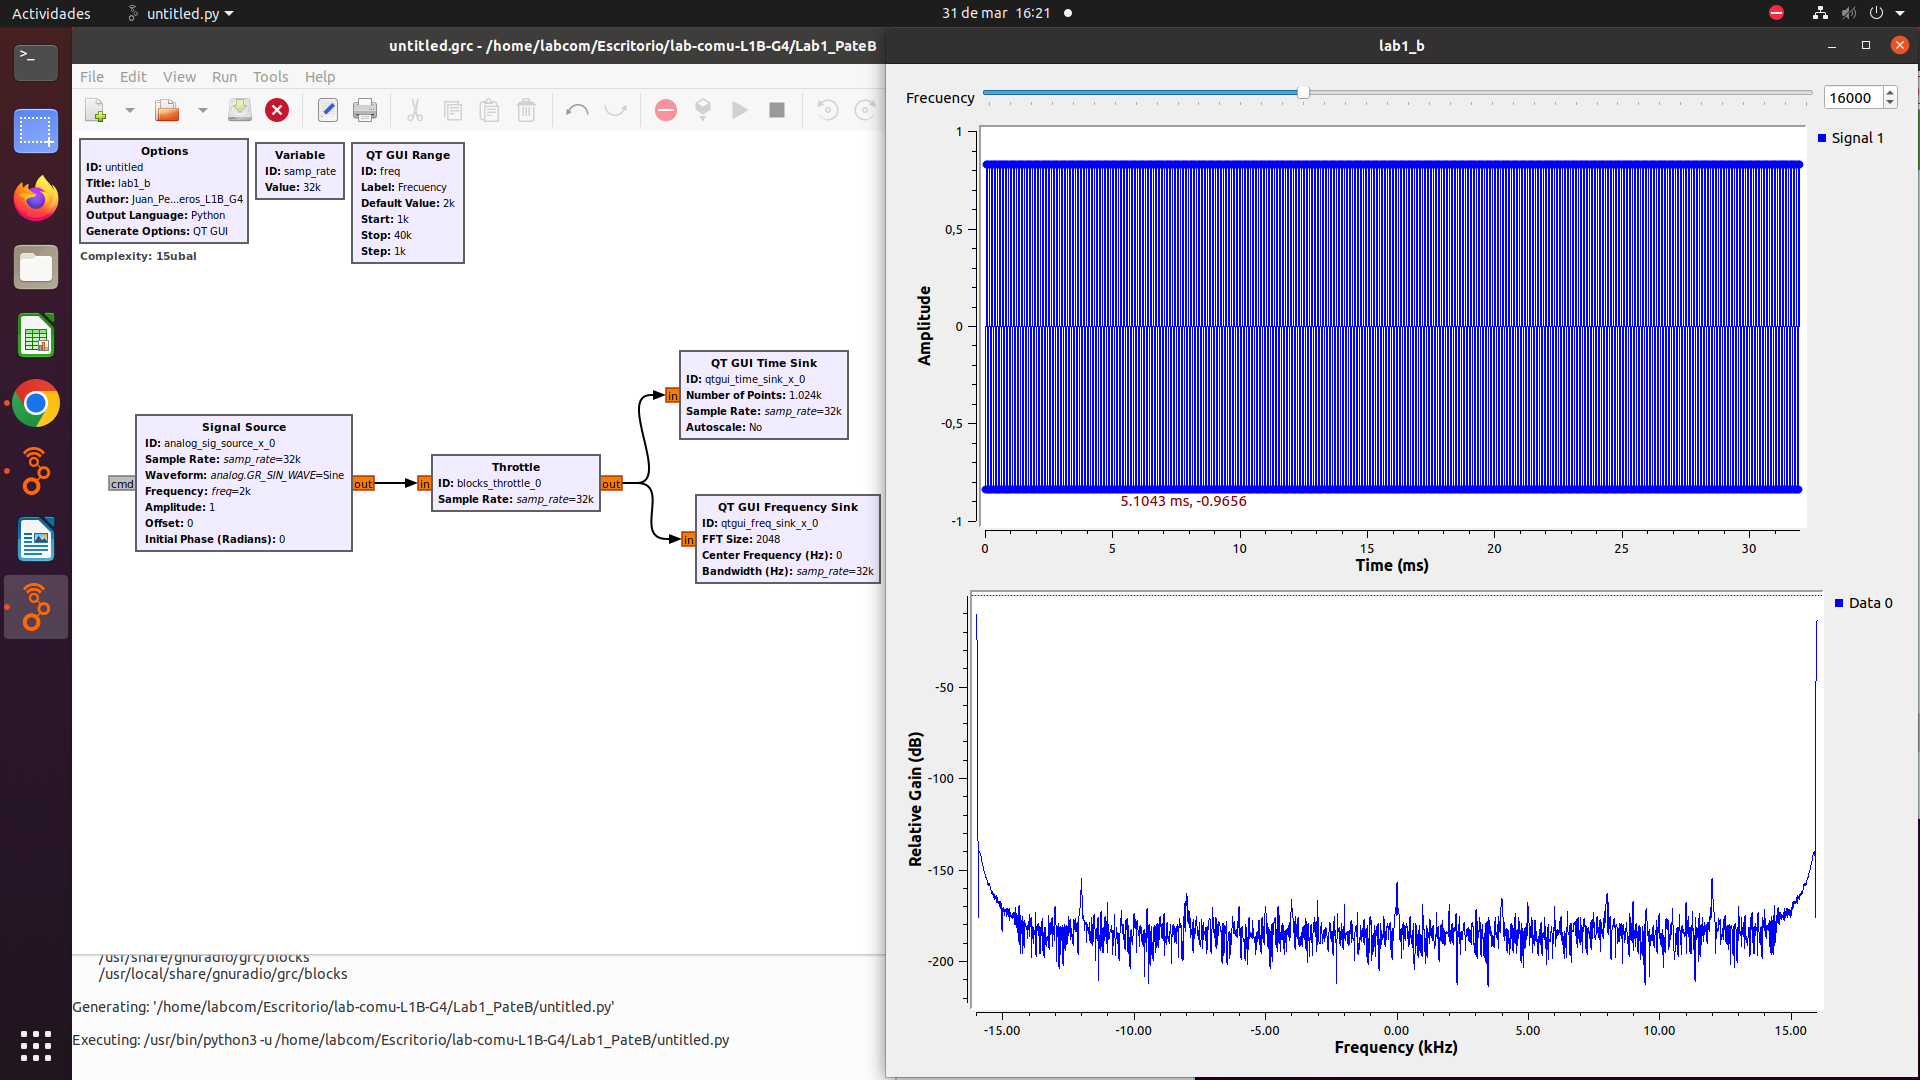 Actividades
untitled.py
31 de mar 16:21
untitled.grc - /home/labcom/Escritorio/lab-comu-L1B-G4/Lab1_PateB
File Edit View Run Tools Help
Options
ID: untitled
Title: lab1_b
Author: Juan_Pe...eros_L1B_G4
Output Language: Python
Generate Options: QT GUI
Complexity: 15ubal
Variable
ID: samp_rate
Value: 32k
QT GUI Range
ID: freq
Label: Frecuency
Default Value: 2k
Start: 1k
Stop: 40k
Step: 1k
Signal Source
ID: analog_sig_source_x_0
Sample Rate: samp_rate=32k
Waveform: analog.GR_SIN_WAVE=Sine
Frequency: freq=2k
Amplitude: 1
Offset: 0
Initial Phase (Radians): 0
cmd
out
in
Throttle
ID: blocks_throttle_0
Sample Rate: samp_rate=32k
out
in
QT GUI Time Sink
ID: qtgui_time_sink_x_0
Number of Points: 1.024k
Sample Rate: samp_rate=32k
Autoscale: No
in
QT GUI Frequency Sink
ID: qtgui_freq_sink_x_0
FFT Size: 2048
Center Frequency (Hz): 0
Bandwidth (Hz): samp_rate=32k
/usr/share/gnuradio/grc/blocks
/usr/local/share/gnuradio/grc/blocks
Generating: '/home/labcom/Escritorio/lab-comu-L1B-G4/Lab1_PateB/untitled.py'
Executing: /usr/bin/python3 -u /home/labcom/Escritorio/lab-comu-L1B-G4/Lab1_PateB/untitled.py
lab1_b
Frecuency
16000
Signal 1
Amplitude
1
0,5
0
-0,5
-1
5.1043 ms, -0.9656
0 5 10 15 20 25 30
Time (ms)
Data 0
Relative Gain (dB)
-50
-100
-150
-200
-15.00 -10.00 -5.00 0.00 5.00 10.00 15.00
Frequency (kHz)